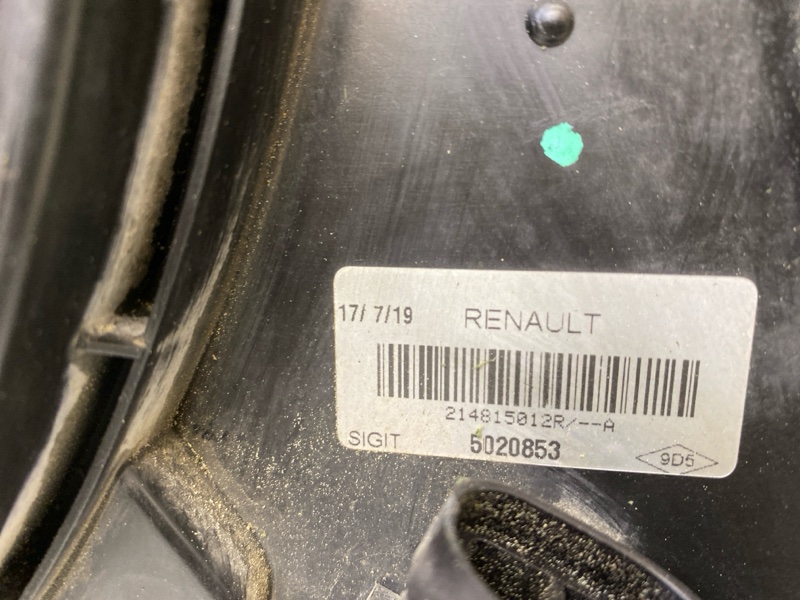 17/ 7/19 RENAULT
214815012R/--A
SIGIT 5020853 9D5